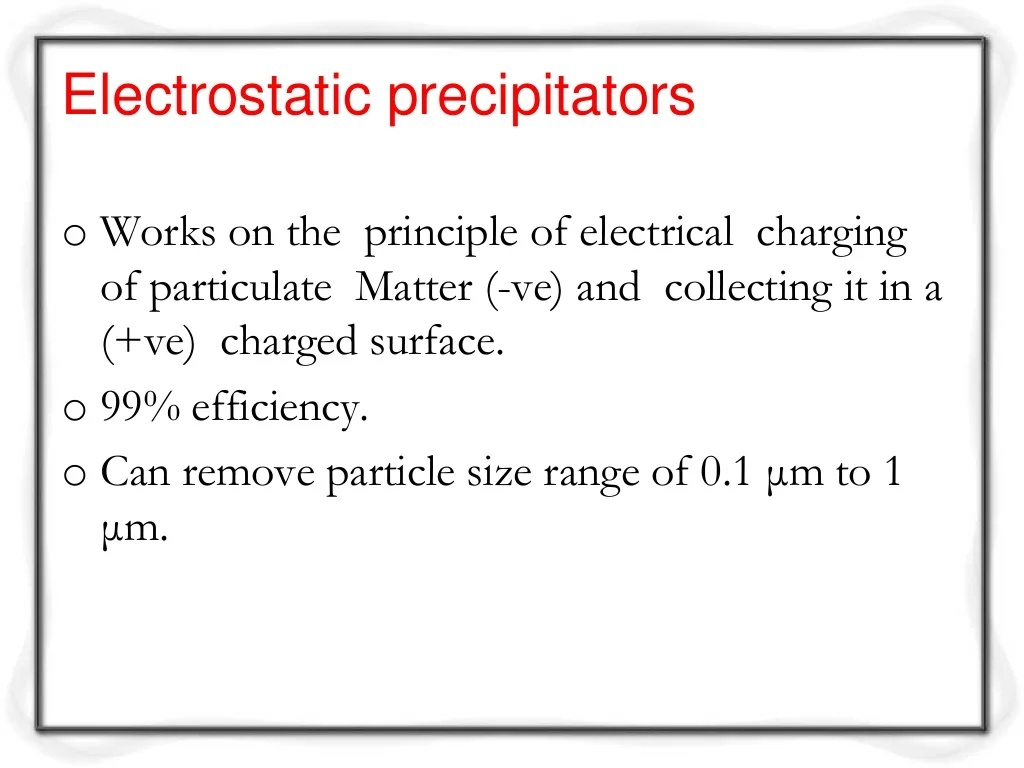 Electrostatic precipitators
o Works on the principle of electrical charging
of particulate Matter (-ve) and collecting it in a
(+ve) charged surface.
o 99% efficiency.
o Can remove particle size range of 0.1 µm to 1
µm.